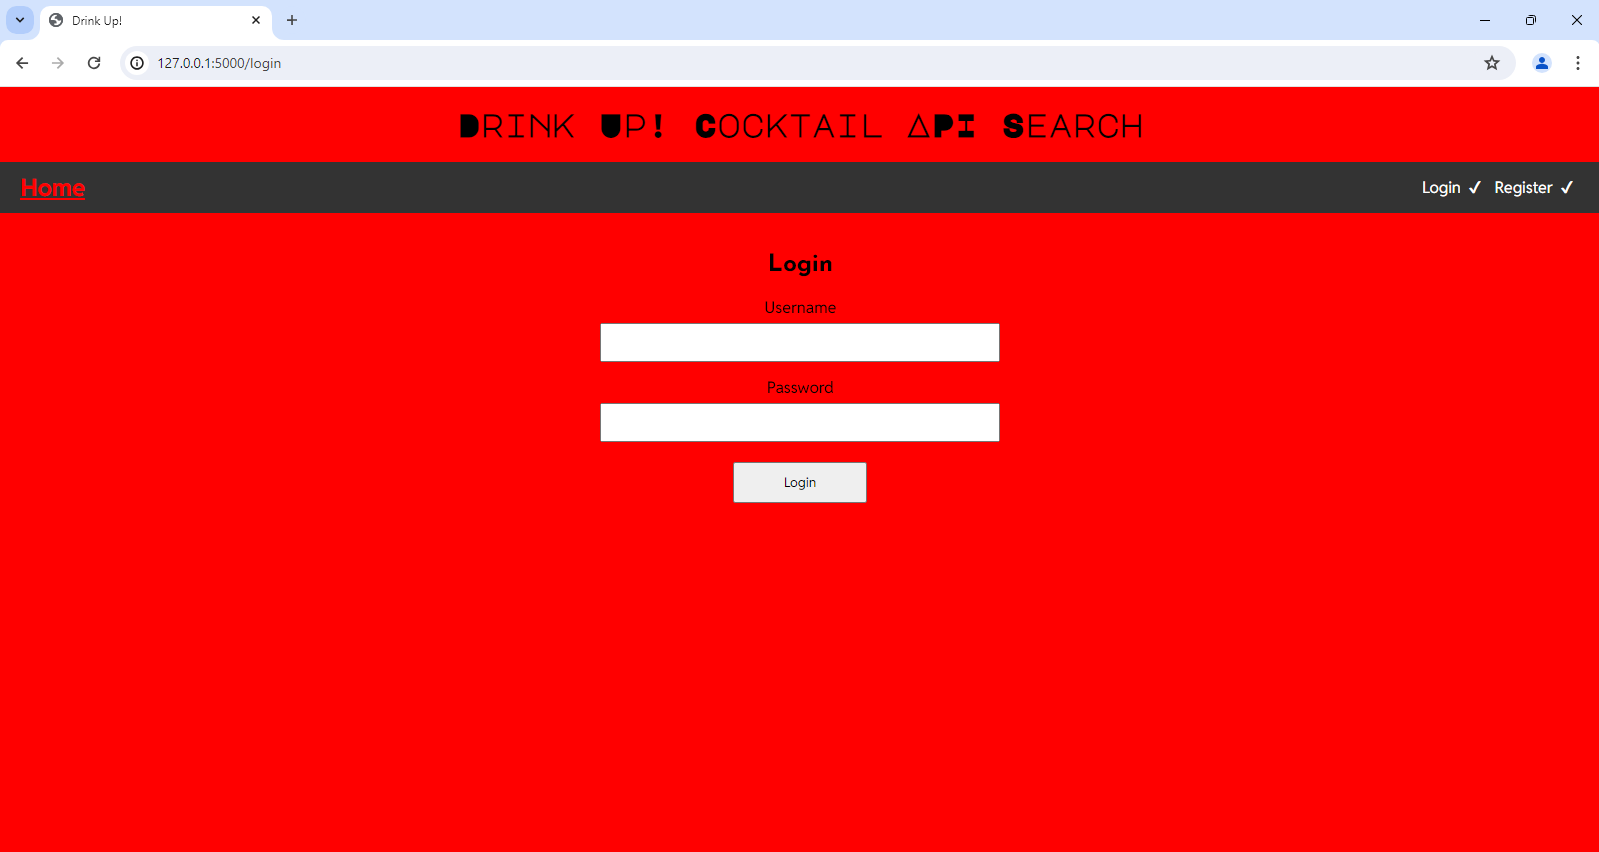 Drink Up!
127.0.0.1:5000/login
Drink Up! Cocktail API Search
Home
Login ✓ Register ✓
Login
Username
Password
Login